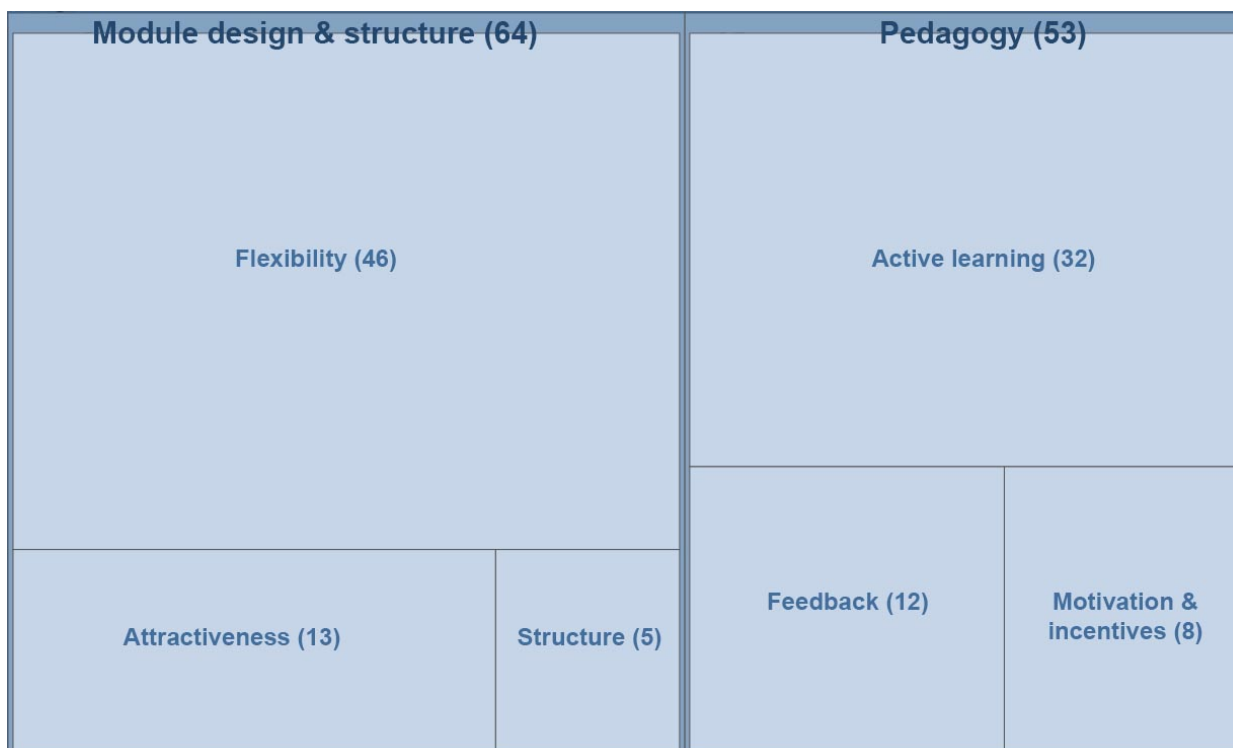 Module design & structure (64)
Flexibility (46)
Attractiveness (13)
Structure (5)
Pedagogy (53)
Active learning (32)
Feedback (12)
Motivation &
incentives (8)